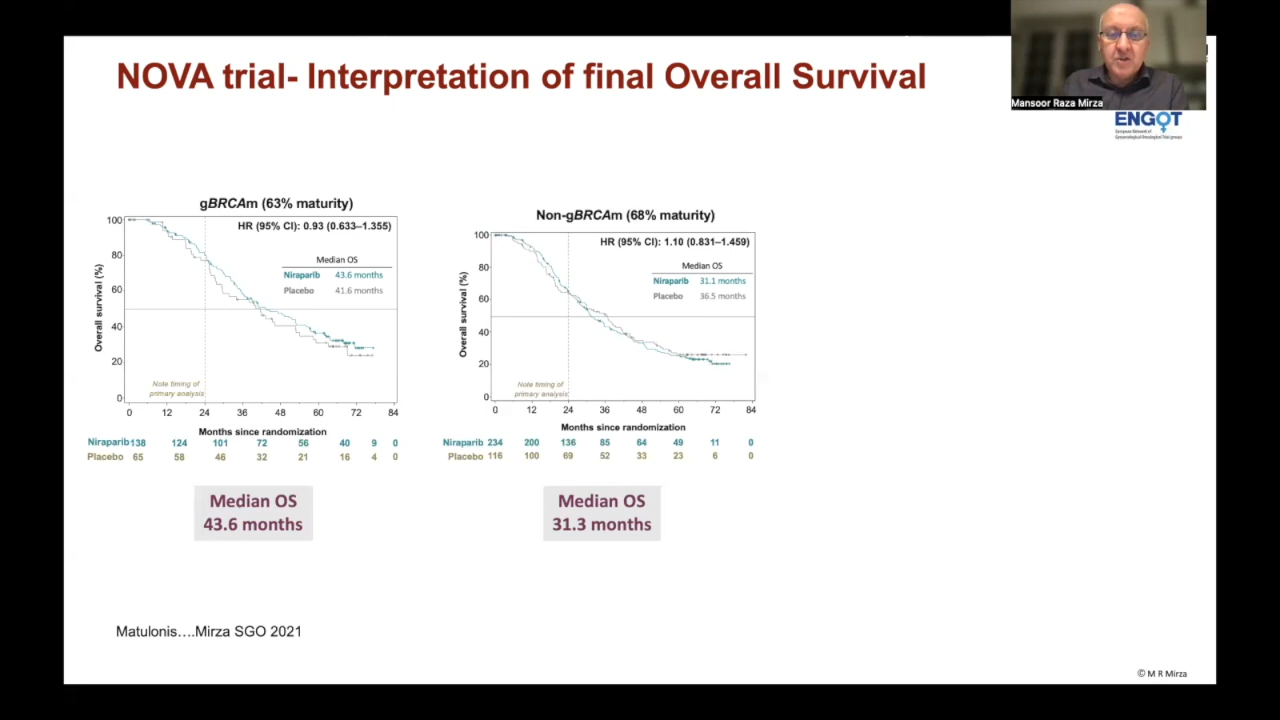 NOVA trial- Interpretation of final Overall Survival
Mansoor Raza Mirza
ENGOT
European Network of
Gynaecological Oncological Trial groups
gBRCAm (63% maturity)
HR (95% CI): 0.93 (0.633–1.355)
Median OS
Niraparib 43.6 months
Placebo 41.6 months
Overall survival (%)
100
80
60
40
20
0
Note timing of
primary analysis
0 12 24 36 48 60 72 84
Months since randomization
Niraparib 138 124 101 72 56 40 9 0
Placebo 65 58 46 32 21 16 4 0
Median OS
43.6 months
Non-gBRCAm (68% maturity)
HR (95% CI): 1.10 (0.831–1.459)
Median OS
Niraparib 31.1 months
Placebo 36.5 months
Overall survival (%)
100
80
60
40
20
0
Note timing of
primary analysis
0 12 24 36 48 60 72 84
Months since randomization
Niraparib 234 200 136 85 64 49 11 0
Placebo 116 100 69 52 33 23 6 0
Median OS
31.3 months
Matulonis….Mirza SGO 2021
© M R Mirza